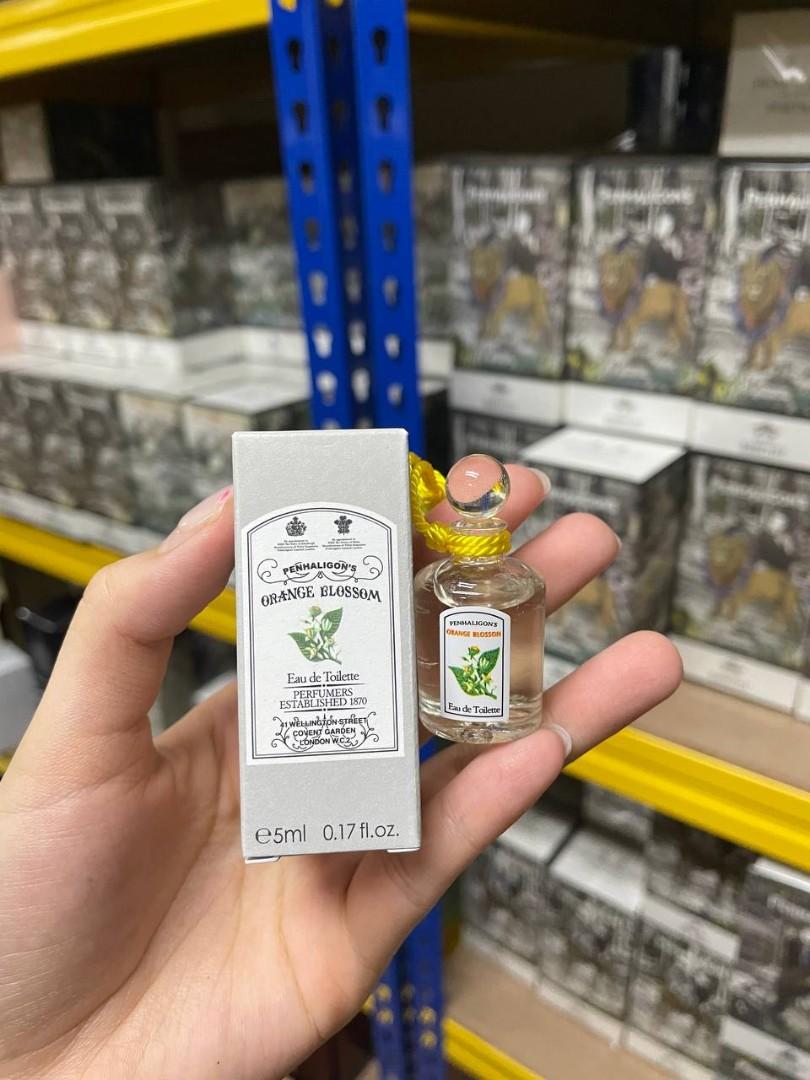 PENHALIGON'S
ORANGE BLOSSOM
Eau de Toilette
PERFUMERS
ESTABLISHED 1870
41 WELLINGTON STREET
COVENT GARDEN
LONDON W.C.2
℮5ml 0.17 fl.oz.
PENHALIGON'S
ORANGE BLOSSOM
Eau de Toilette
PENHALIGON'S
PENHALIGON'S
PENHALIGON'S